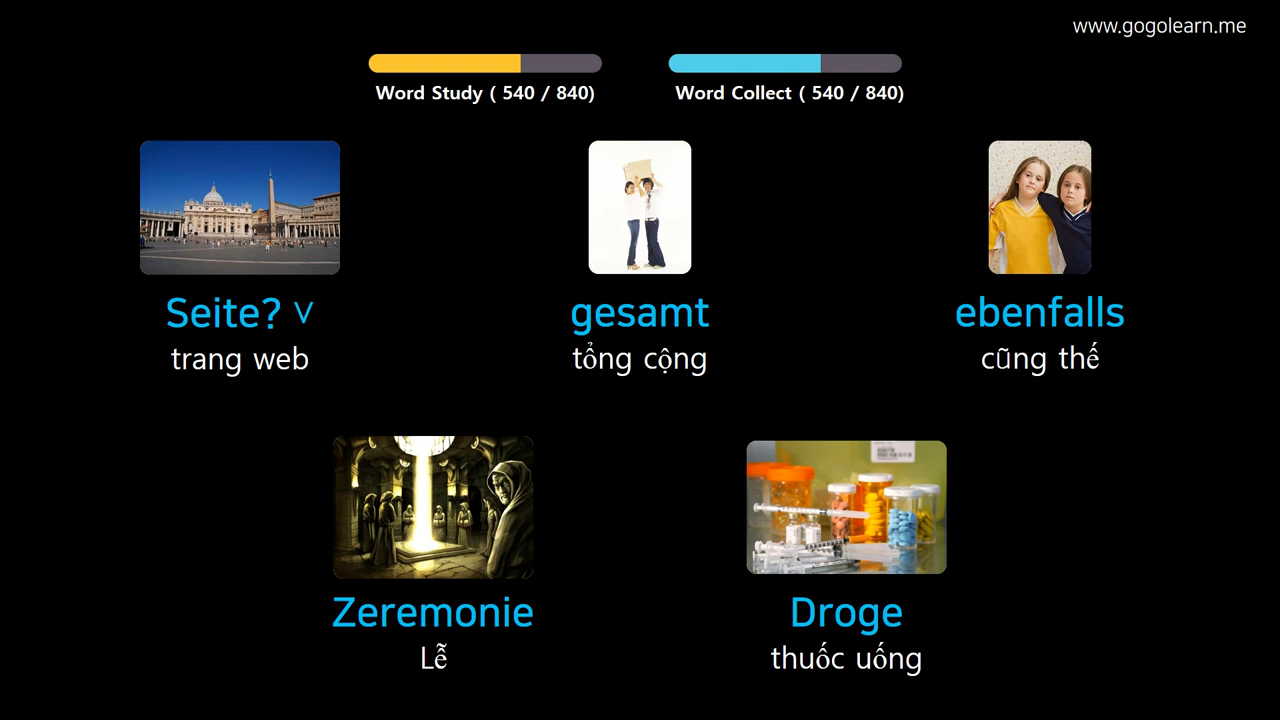 www.gogolearn.me
Word Study ( 540 / 840)
Word Collect ( 540 / 840)
Seite? ∨
trang web
gesamt
tổng cộng
ebenfalls
cũng thế
Zeremonie
Lễ
Droge
thuốc uống